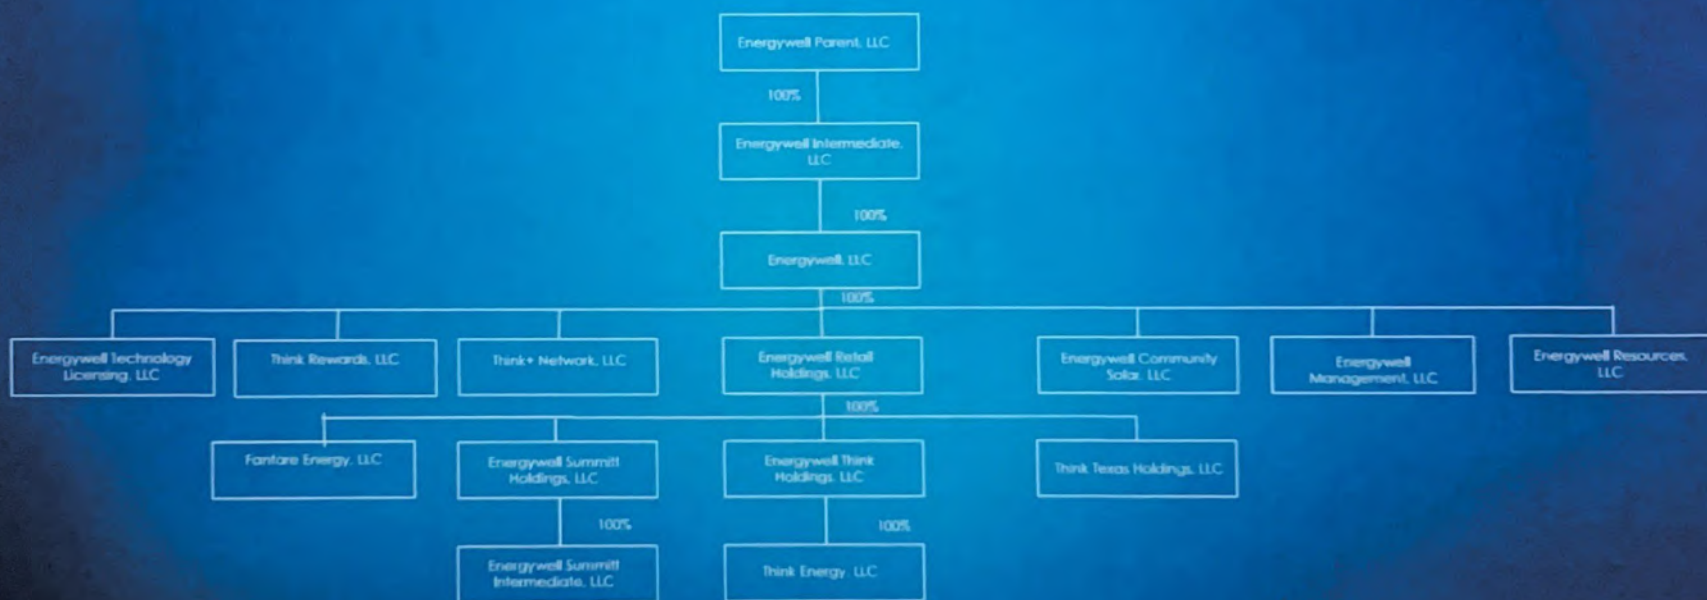 Energywell Parent, LLC
100%
Energywell Intermediate,
LLC
100%
Energywell, LLC
100%
Energywell Technology
Licensing, LLC
Think Rewards, LLC
Think+ Network, LLC
Energywell Retail
Holdings, LLC
Energywell Community
Solar, LLC
Energywell
Management, LLC
Energywell Resources,
LLC
100%
Fanfare Energy, LLC
Energywell Summitt
Holdings, LLC
Energywell Think
Holdings, LLC
Think Texas Holdings, LLC
100%
100%
Energywell Summitt
Intermediate, LLC
Think Energy, LLC